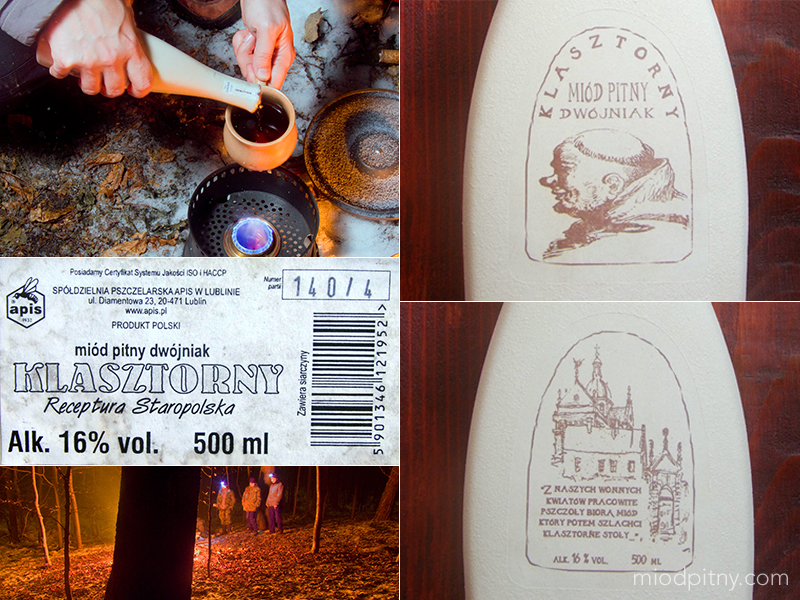 KLASZTORNY
MIÓD PITNY
DWÓJNIAK
Posiadamy Certyfikat Systemu Jakości ISO i HACCP
apis
1932
SPÓŁDZIELNIA PSZCZELARSKA APIS W LUBLINIE
ul. Diamentowa 23, 20-471 Lublin
www.apis.pl
PRODUKT POLSKI
Numer
partii
140/4
miód pitny dwójniak
KLASZTORNY
Receptura Staropolska
Alk. 16% vol. 500 ml
Zawiera siarczyny
5 901346 121952 >
"Z NASZYCH WONNYCH
KWIATÓW PRACOWITE
PSZCZOŁY BIORĄ MIÓD
KTÓRY POTEM SZLACHCI
KLASZTORNE STOŁY..."
ALK. 16 % VOL. 500 ML
miodpitny.com